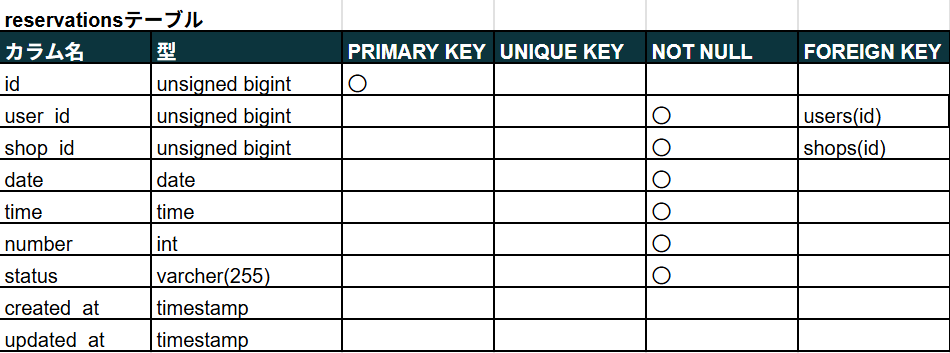 reservationsテーブル
カラム名 型 PRIMARY KEY UNIQUE KEY NOT NULL FOREIGN KEY
id unsigned bigint ○
user_id unsigned bigint ○ users(id)
shop_id unsigned bigint ○ shops(id)
date date ○
time time ○
number int ○
status varchar(255) ○
created_at timestamp
updated_at timestamp